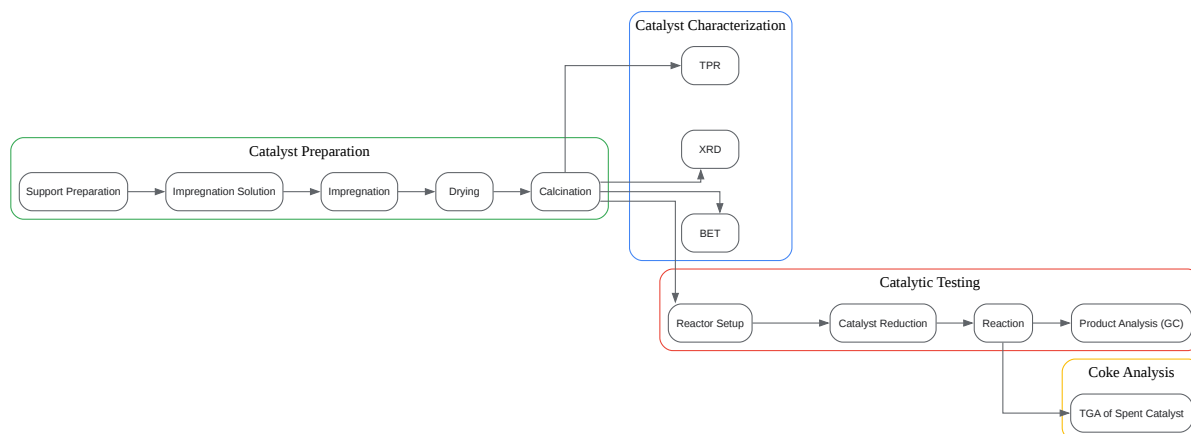 Catalyst Characterization
TPR
XRD
BET
Catalyst Preparation
Support Preparation
Impregnation Solution
Impregnation
Drying
Calcination
Catalytic Testing
Reactor Setup
Catalyst Reduction
Reaction
Product Analysis (GC)
Coke Analysis
TGA of Spent Catalyst